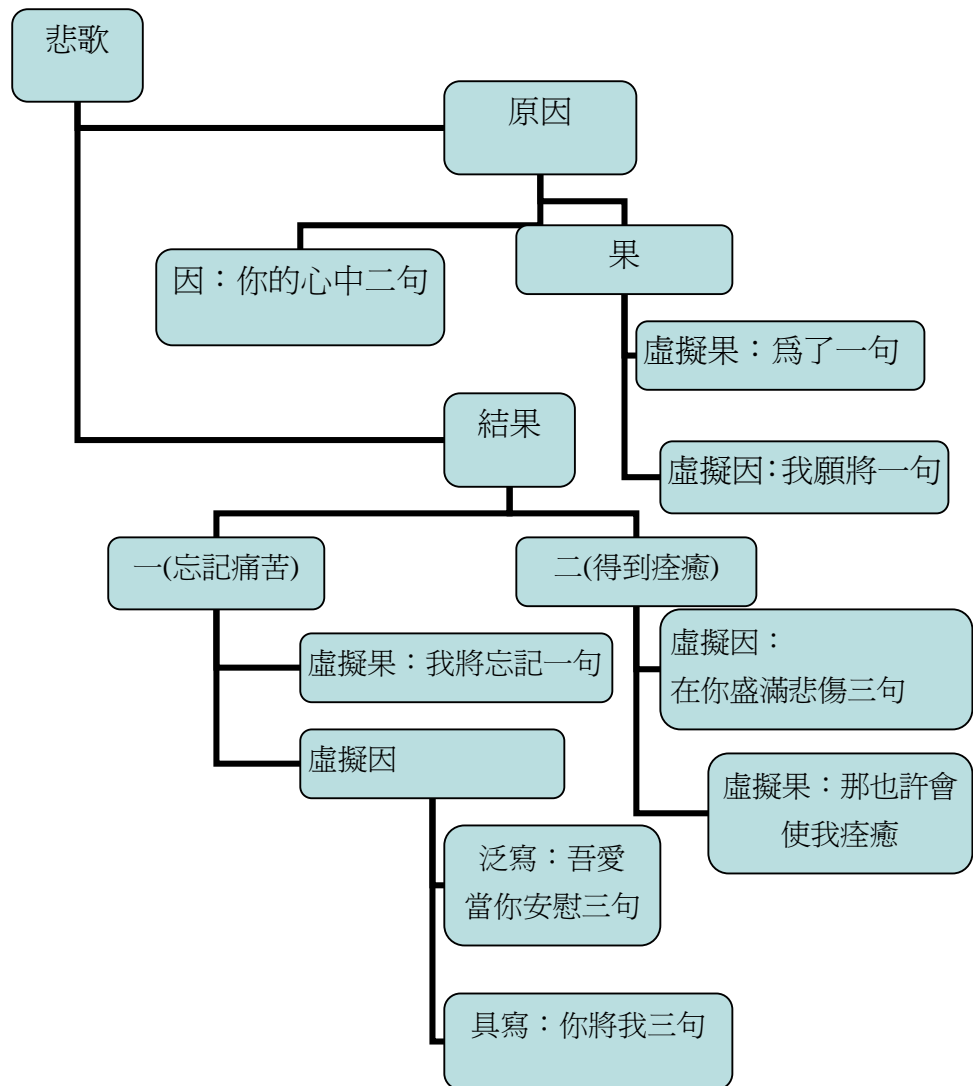 悲歌
原因
因：你的心中二句
果
虛擬果：爲了一句
虛擬因：我願將一句
結果
一(忘記痛苦)
二(得到痊癒)
虛擬果：我將忘記一句
虛擬因：
在你盛滿悲傷三句
虛擬因
虛擬果：那也許會
使我痊癒
泛寫：吾愛
當你安慰三句
具寫：你將我三句